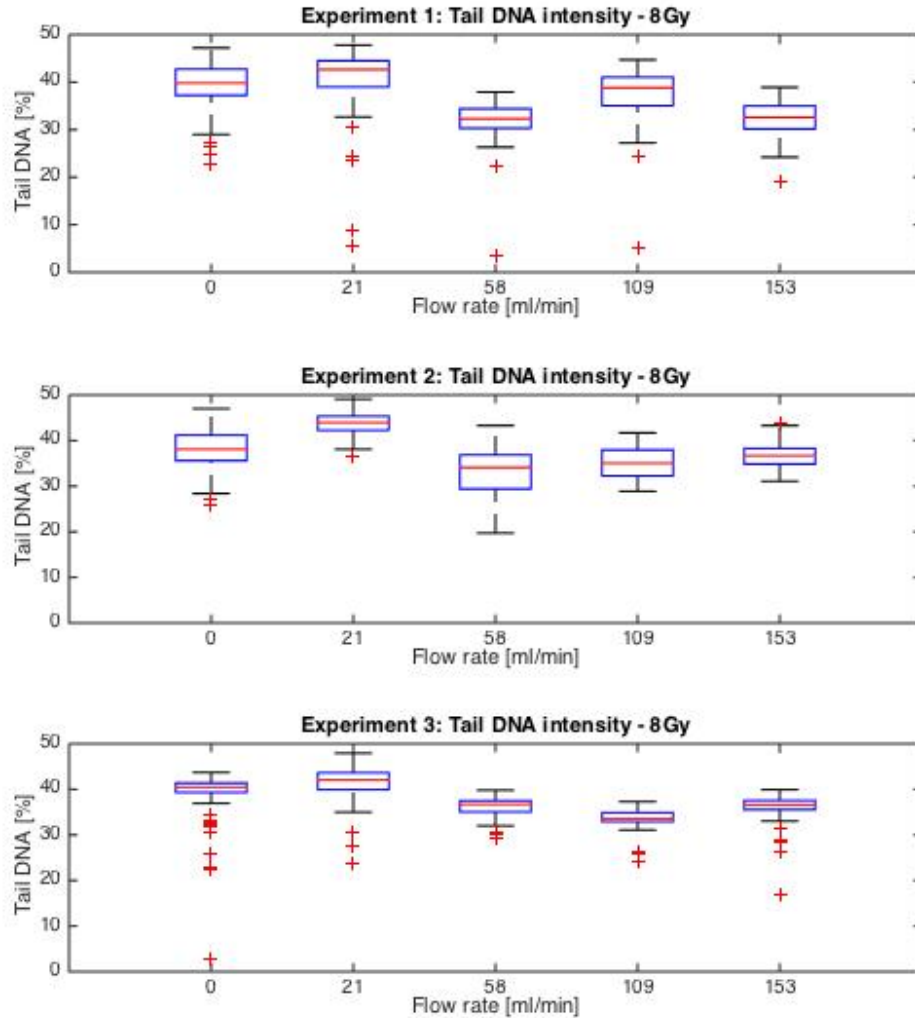 Experiment 1: Tail DNA intensity - 8Gy
50
40
30
20
10
0
Tail DNA [%]
0 21 58 109 153
Flow rate [ml/min]
Experiment 2: Tail DNA intensity - 8Gy
50
40
30
20
10
0
Tail DNA [%]
0 21 58 109 153
Flow rate [ml/min]
Experiment 3: Tail DNA intensity - 8Gy
50
40
30
20
10
0
Tail DNA [%]
0 21 58 109 153
Flow rate [ml/min]